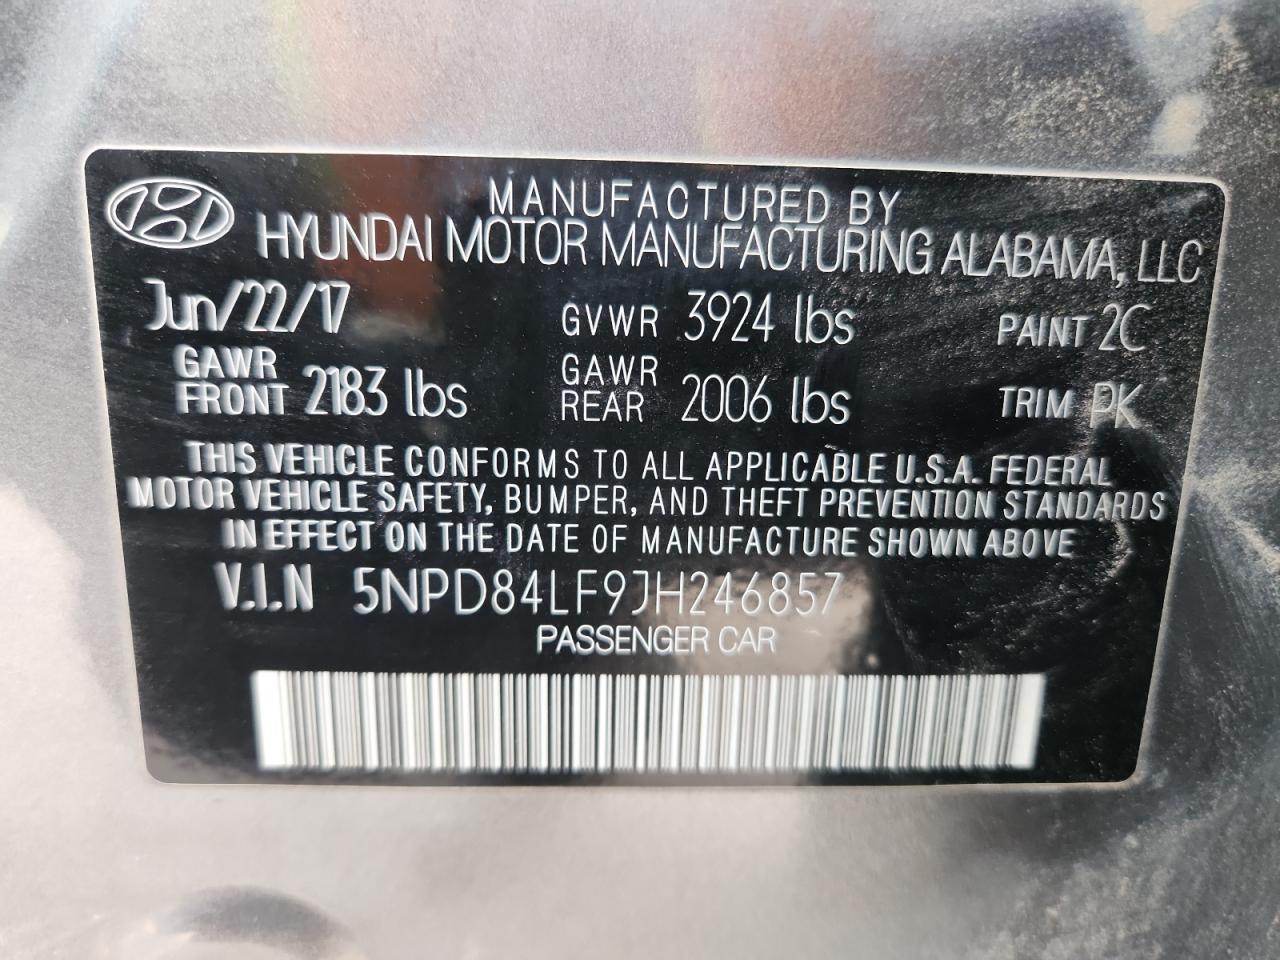 MANUFACTURED BY
HYUNDAI MOTOR MANUFACTURING ALABAMA, LLC
Jun/22/17 GVWR 3924 lbs PAINT 2C
GAWR FRONT 2183 lbs GAWR REAR 2006 lbs TRIM PK
THIS VEHICLE CONFORMS TO ALL APPLICABLE U.S.A. FEDERAL
MOTOR VEHICLE SAFETY, BUMPER, AND THEFT PREVENTION STANDARDS
IN EFFECT ON THE DATE OF MANUFACTURE SHOWN ABOVE
V.I.N 5NPD84LF9JH246857
PASSENGER CAR